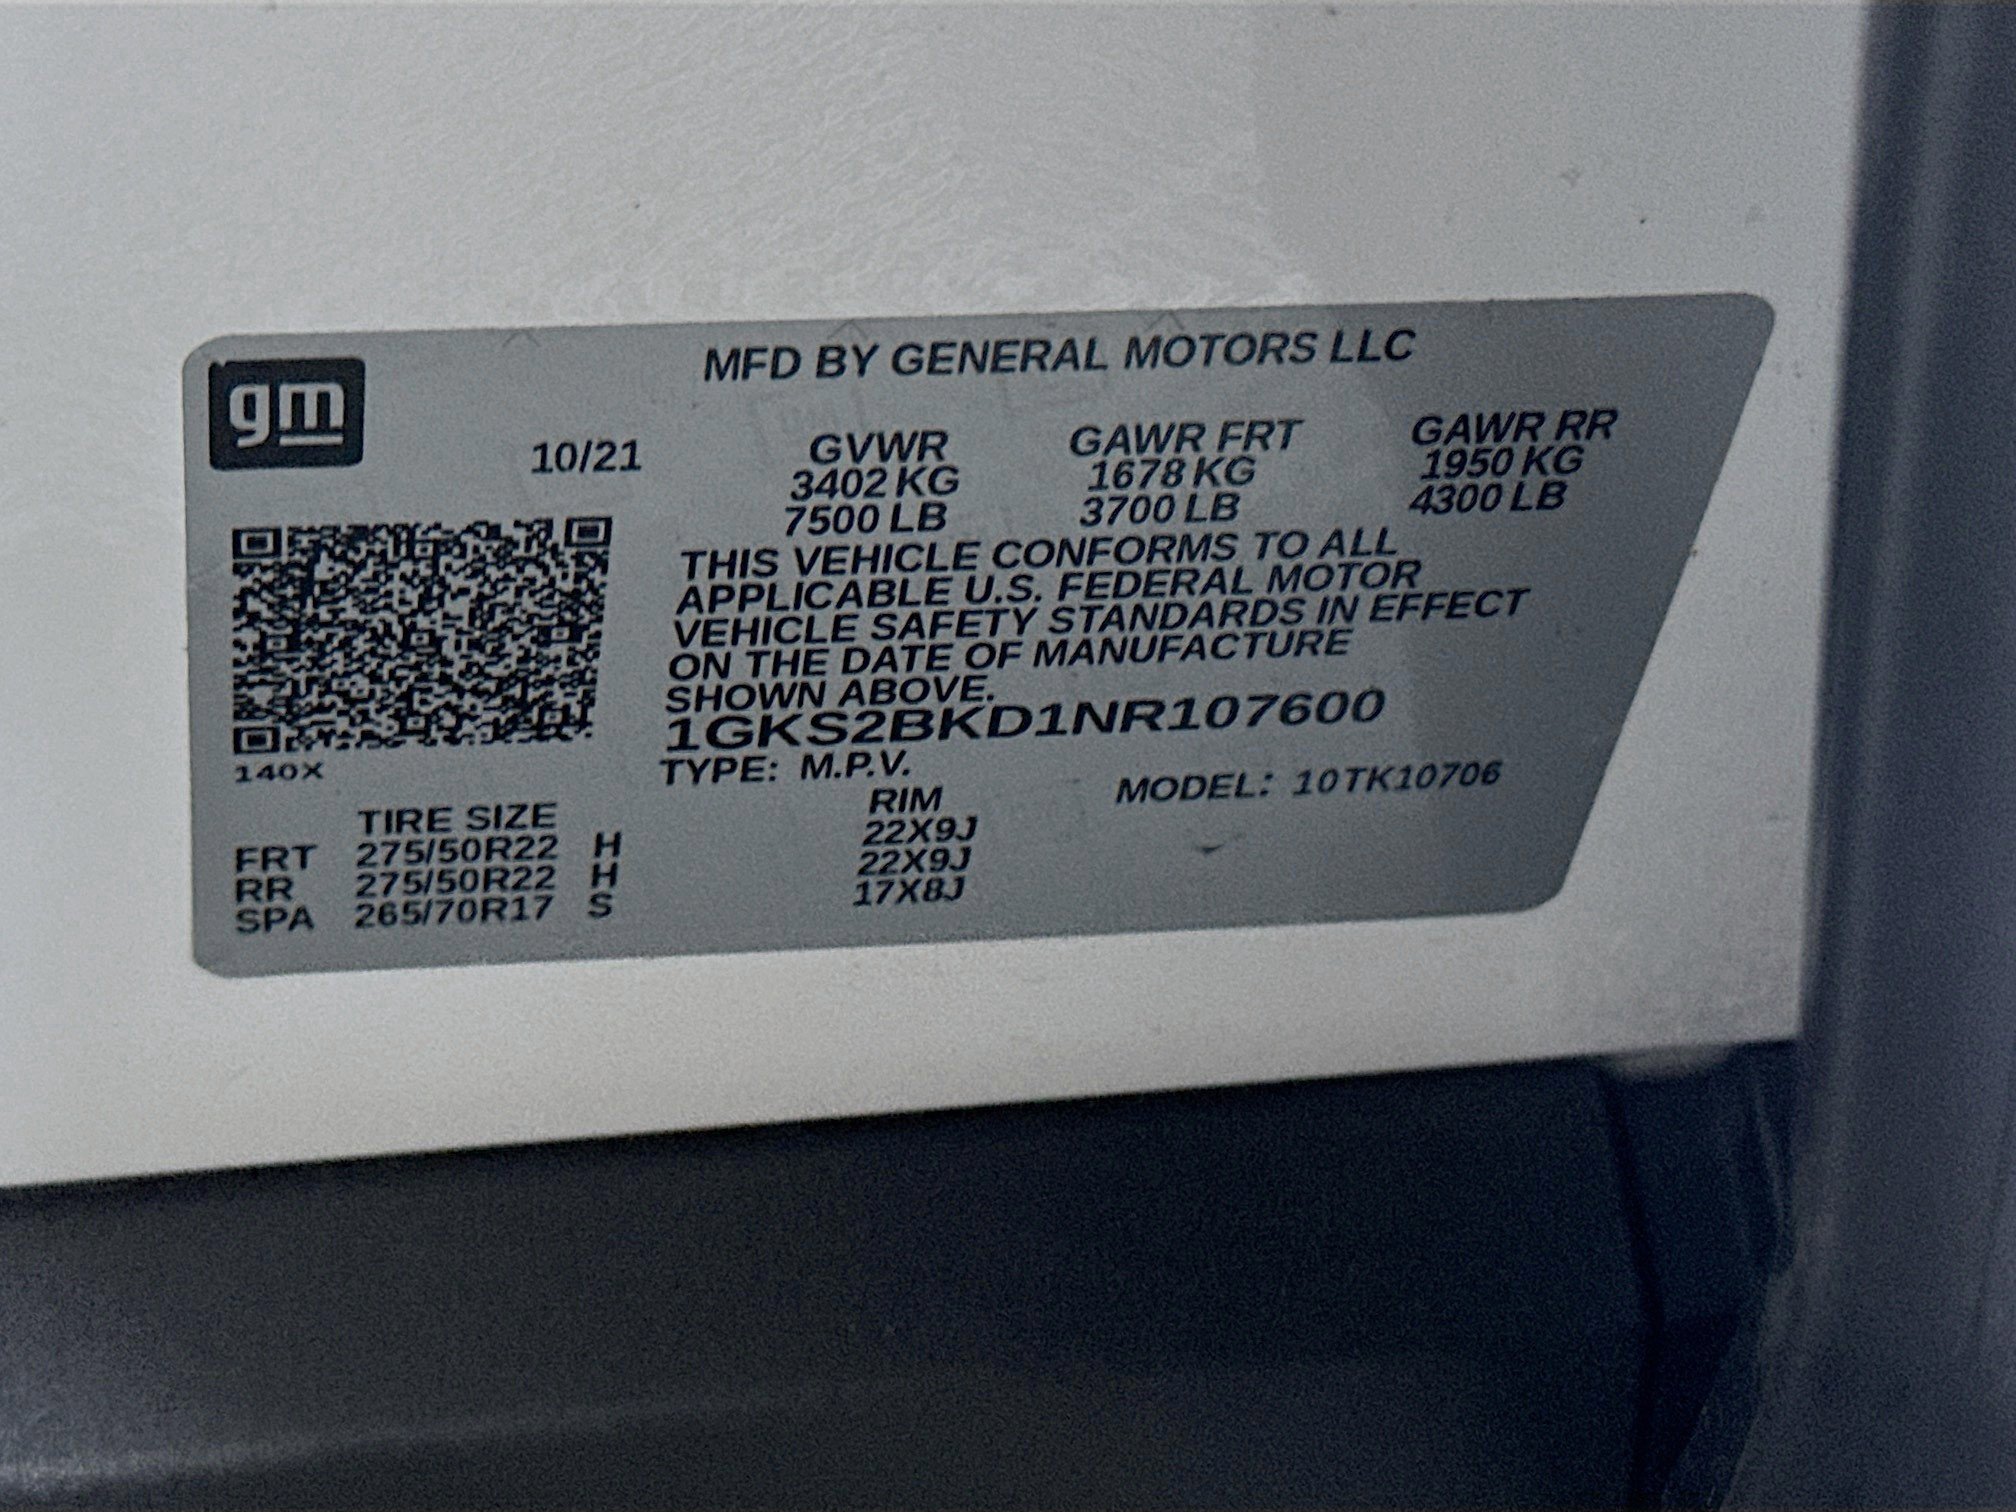 gm
MFD BY GENERAL MOTORS LLC
10/21
GVWR GAWR FRT GAWR RR
3402 KG 1678 KG 1950 KG
7500 LB 3700 LB 4300 LB
THIS VEHICLE CONFORMS TO ALL
APPLICABLE U.S. FEDERAL MOTOR
VEHICLE SAFETY STANDARDS IN EFFECT
ON THE DATE OF MANUFACTURE
SHOWN ABOVE.
1GKS2BKD1NR107600
140X
TYPE: M.P.V. MODEL: 10TK10706
TIRE SIZE RIM
FRT 275/50R22 H 22X9J
RR 275/50R22 H 22X9J
SPA 265/70R17 S 17X8J